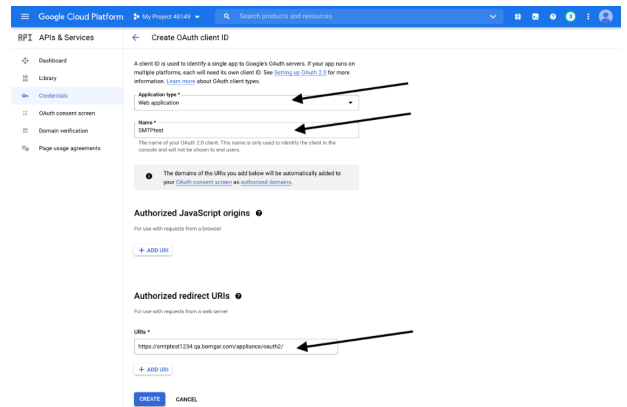 Google Cloud Platform
My Project 48149
Search products and resources
3
API APIs & Services
Create OAuth client ID
Dashboard
Library
Credentials
OAuth consent screen
Domain verification
Page usage agreements
A client ID is used to identify a single app to Google's OAuth servers. If your app runs on
multiple platforms, each will need its own client ID. See Setting up OAuth 2.0 for more
information. Learn more about OAuth client types.
Application type *
Web application
Name *
SMTPtest
The name of your OAuth 2.0 client. This name is only used to identify the client in the
console and will not be shown to end users.
The domains of the URIs you add below will be automatically added to
your OAuth consent screen as authorized domains.
Authorized JavaScript origins
For use with requests from a browser
+ ADD URI
Authorized redirect URIs
For use with requests from a web server
URIs *
https://smtptest1234.qa.bomgar.com/appliance/oauth2/
+ ADD URI
CREATE CANCEL